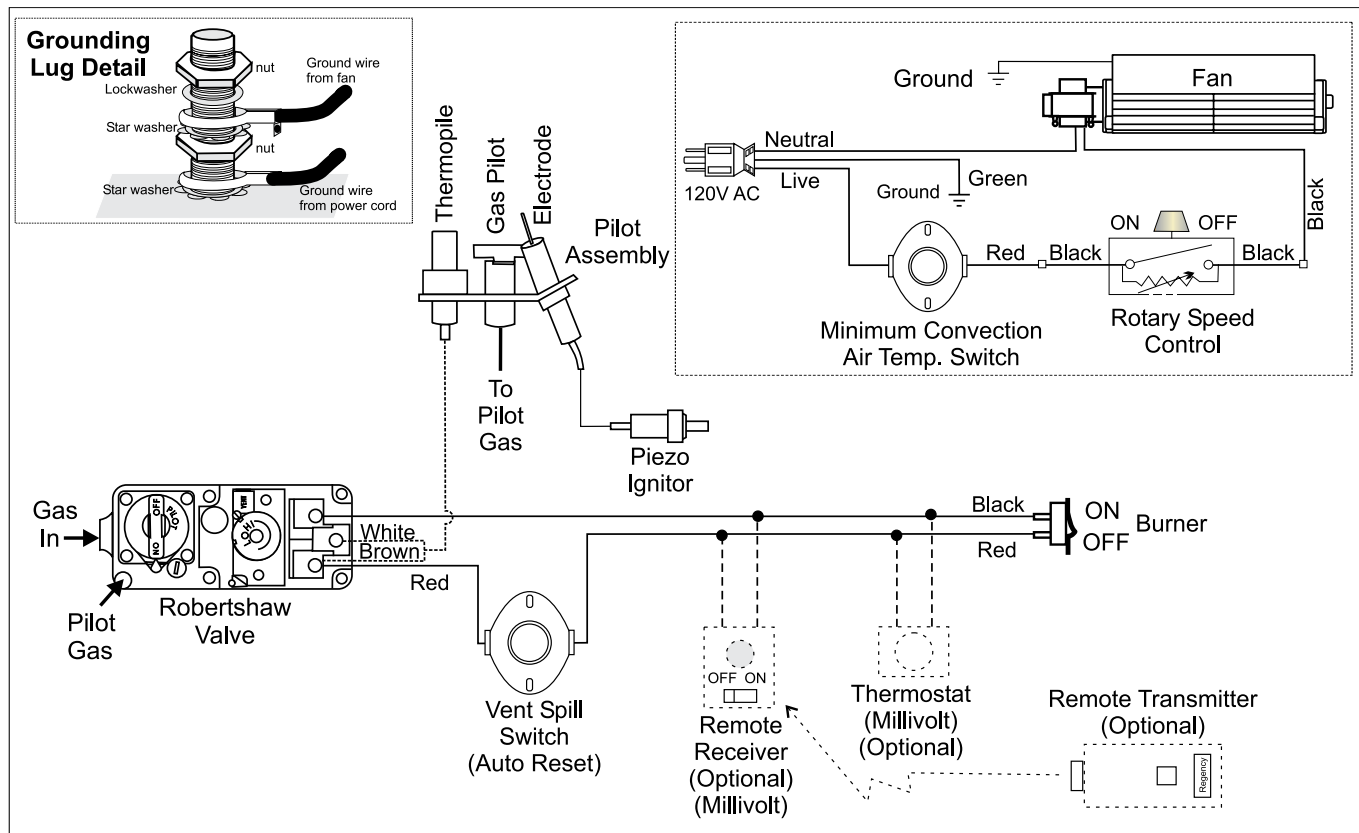 Grounding
Lug Detail
nut
Ground wire
from fan
Lockwasher
Star washer
nut
Star washer
Ground wire
from power cord
Thermopile
Gas Pilot
Electrode
Pilot
Assembly
To
Pilot
Gas
Piezo
Ignitor
Ground
Fan
Neutral
Live
120V AC
Ground
Green
Black
ON
OFF
Red
Black
Black
Minimum Convection
Air Temp. Switch
Rotary Speed
Control
Gas
In
OFF
PILOT
ON
HI
LO
Pilot
Gas
Robertshaw
Valve
White
Brown
Red
Black
Red
ON
OFF
Burner
Vent Spill
Switch
(Auto Reset)
OFF ON
Remote
Receiver
(Optional)
(Millivolt)
Thermostat
(Millivolt)
(Optional)
Remote Transmitter
(Optional)
Regency